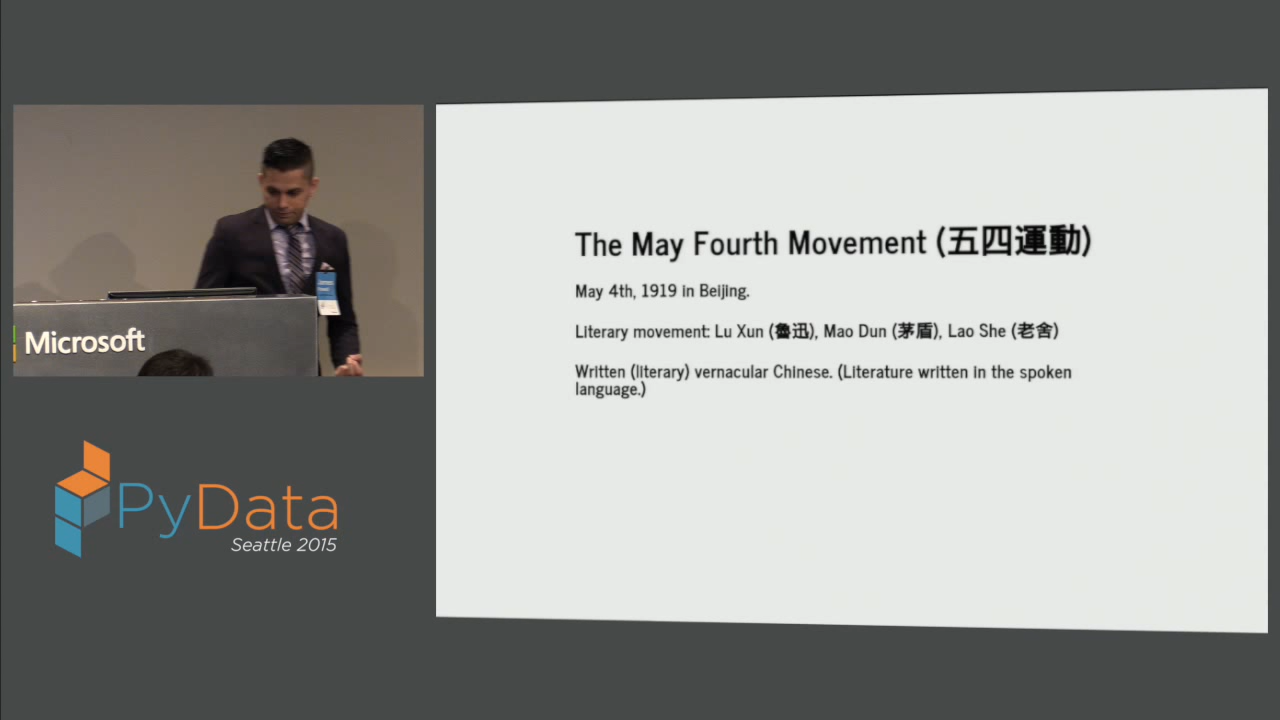 The May Fourth Movement (五四運動)
May 4th, 1919 in Beijing.
Literary movement: Lu Xun (魯迅), Mao Dun (茅盾), Lao She (老舍)
Written (literary) vernacular Chinese. (Literature written in the spoken
language.)
Microsoft
PyData
Seattle 2015